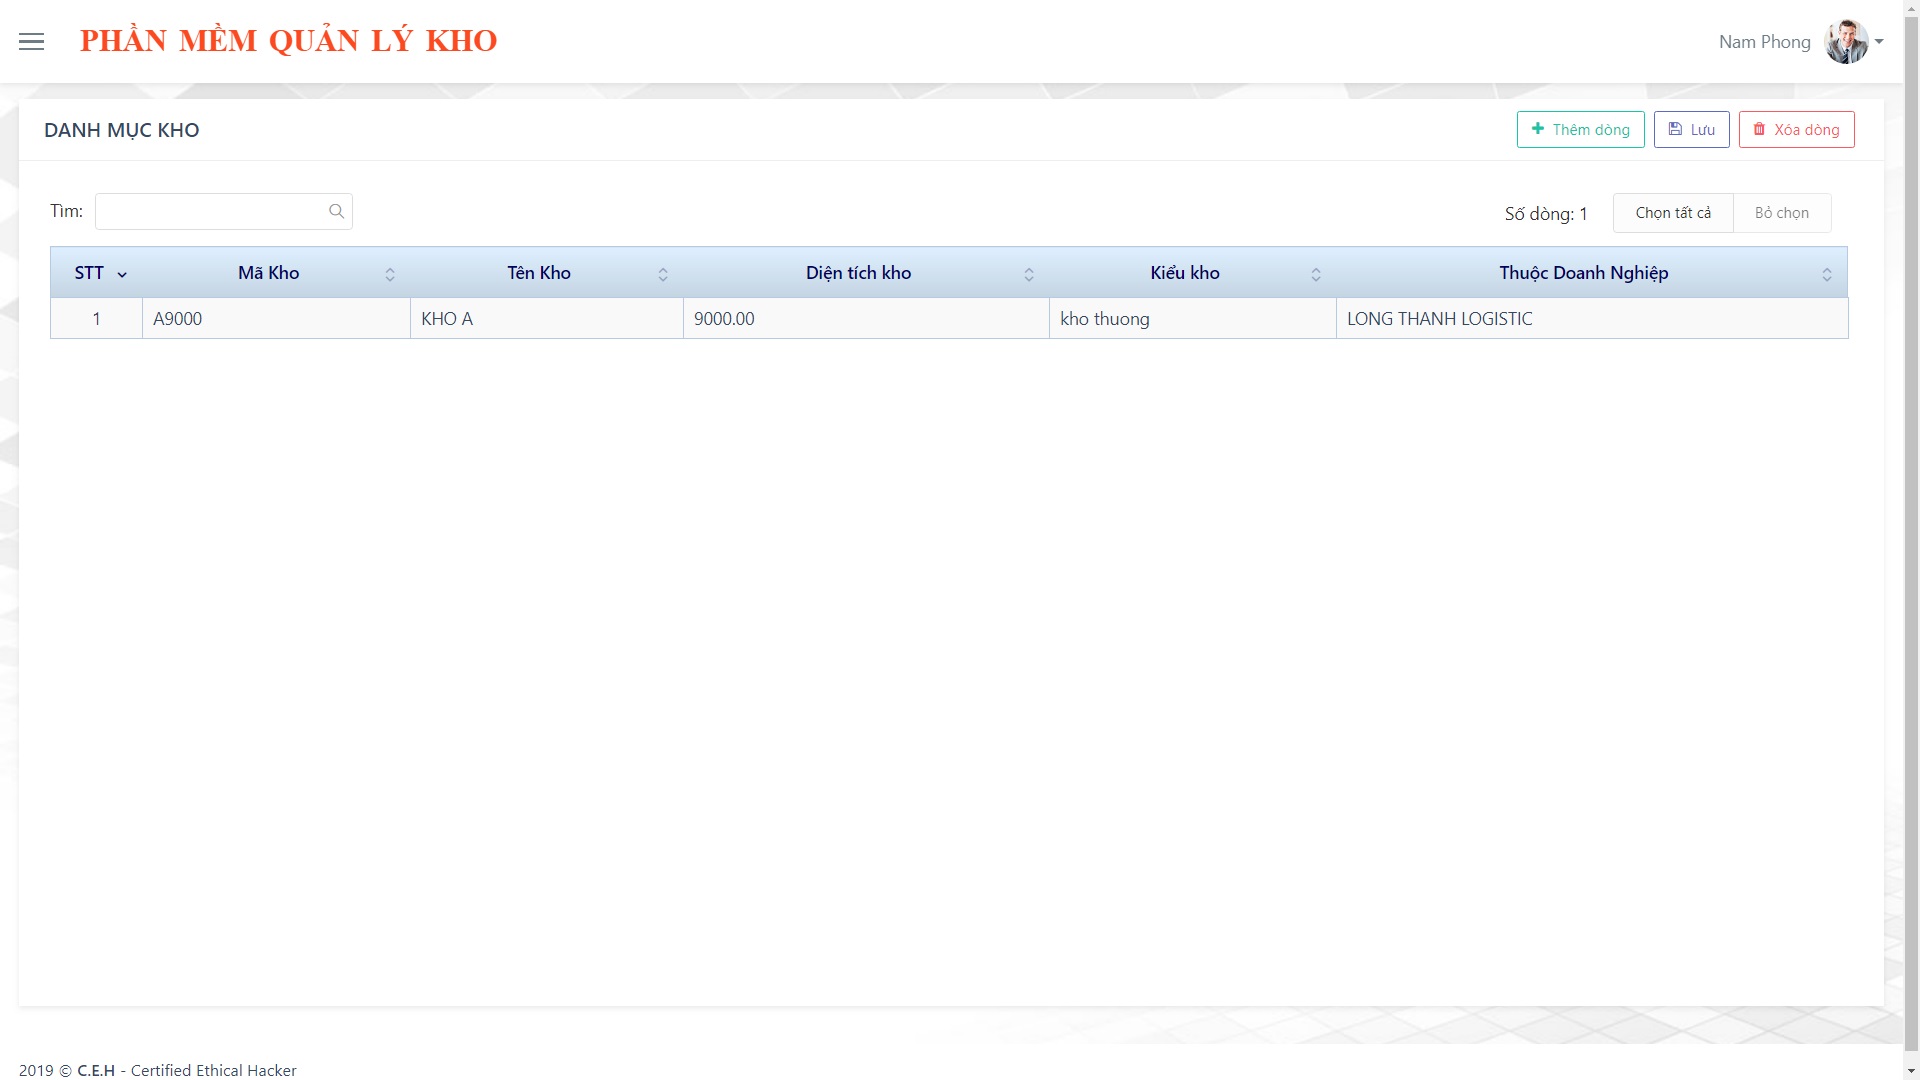 PHẦN MỀM QUẢN LÝ KHO
Nam Phong
DANH MỤC KHO
Thêm dòng
Lưu
Xóa dòng
Tìm:
Số dòng: 1
Chọn tất cả
Bỏ chọn
STT Mã Kho Tên Kho Diện tích kho Kiểu kho Thuộc Doanh Nghiệp
1 A9000 KHO A 9000.00 kho thuong LONG THANH LOGISTIC
2019 © C.E.H - Certified Ethical Hacker